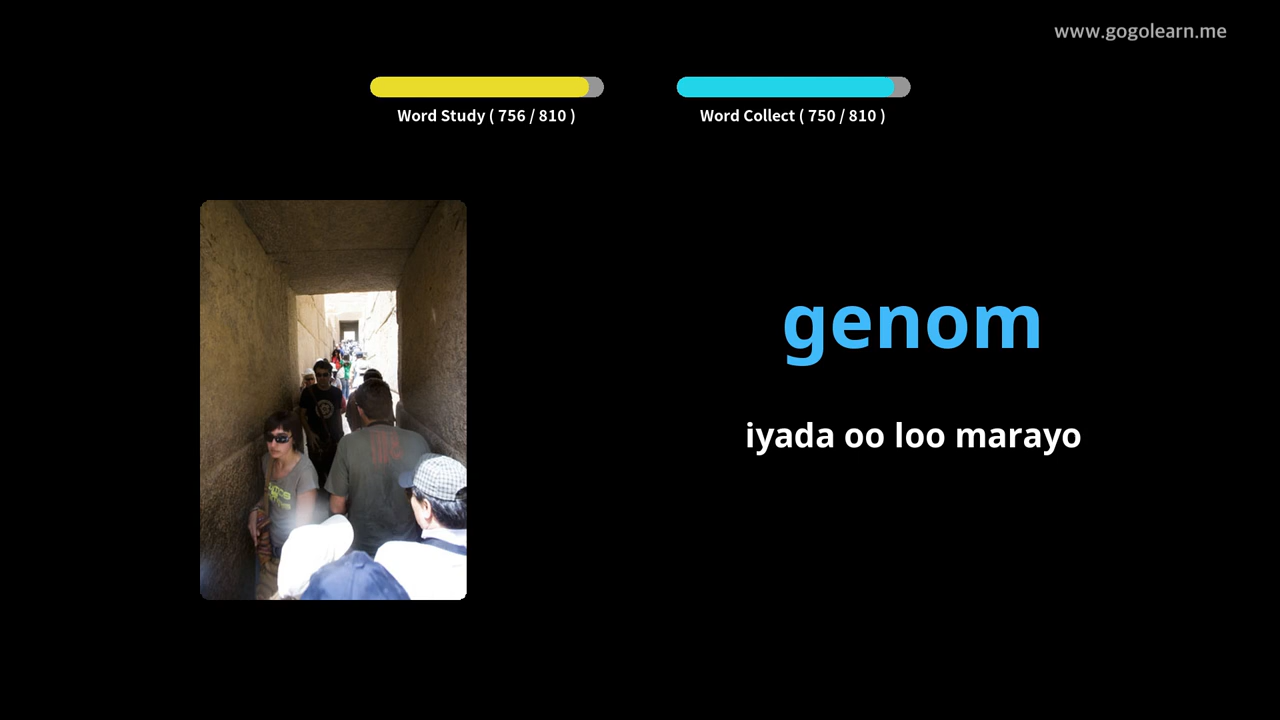 www.gogolearn.me
Word Study ( 756 / 810 )
Word Collect ( 750 / 810 )
genom
iyada oo loo marayo